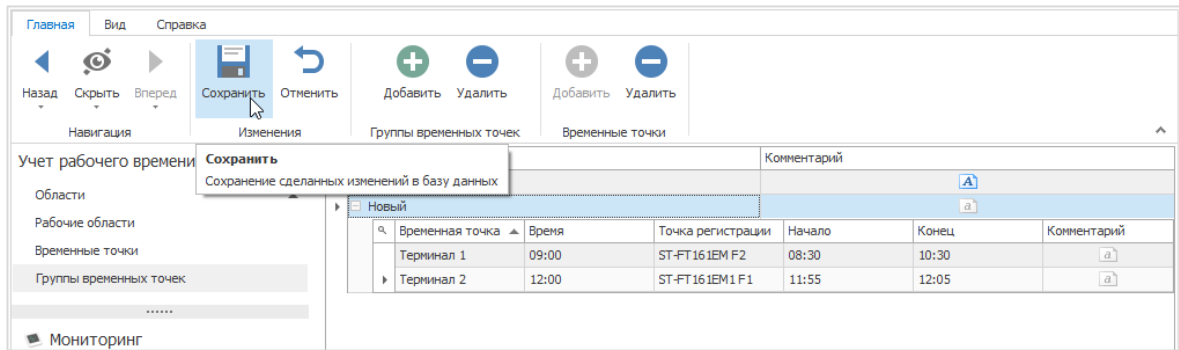 Главная Вид Справка
Назад Скрыть Вперед Сохранить Отменить Добавить Удалить Добавить Удалить
Навигация Изменения Группы временных точек Временные точки
Учет рабочего времени
Сохранить
Сохранение сделанных изменений в базу данных
Комментарий
Области
Рабочие области
Временные точки
Группы временных точек
Мониторинг
A
Новый a
Временная точка Время Точка регистрации Начало Конец Комментарий
Терминал 1 09:00 ST-FT161EM F2 08:30 10:30 a
Терминал 2 12:00 ST-FT161EM1 F1 11:55 12:05 a